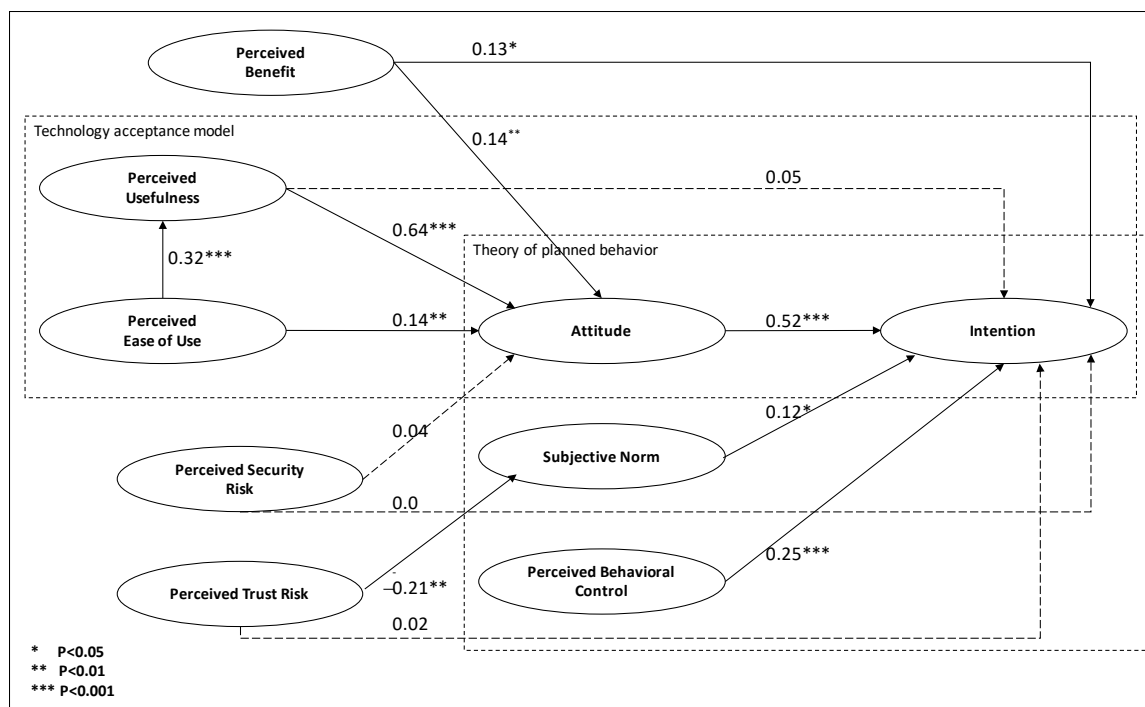 Perceived
Benefit
0.13*
Technology acceptance model
0.14**
Perceived
Usefulness
0.05
0.64***
Theory of planned behavior
0.32***
Perceived
Ease of Use
0.14**
Attitude
0.52***
Intention
0.12*
0.04
Subjective Norm
Perceived Security
Risk
0.0
0.25***
Perceived Behavioral
Control
Perceived Trust Risk
–0.21**
0.02
* P<0.05
** P<0.01
*** P<0.001